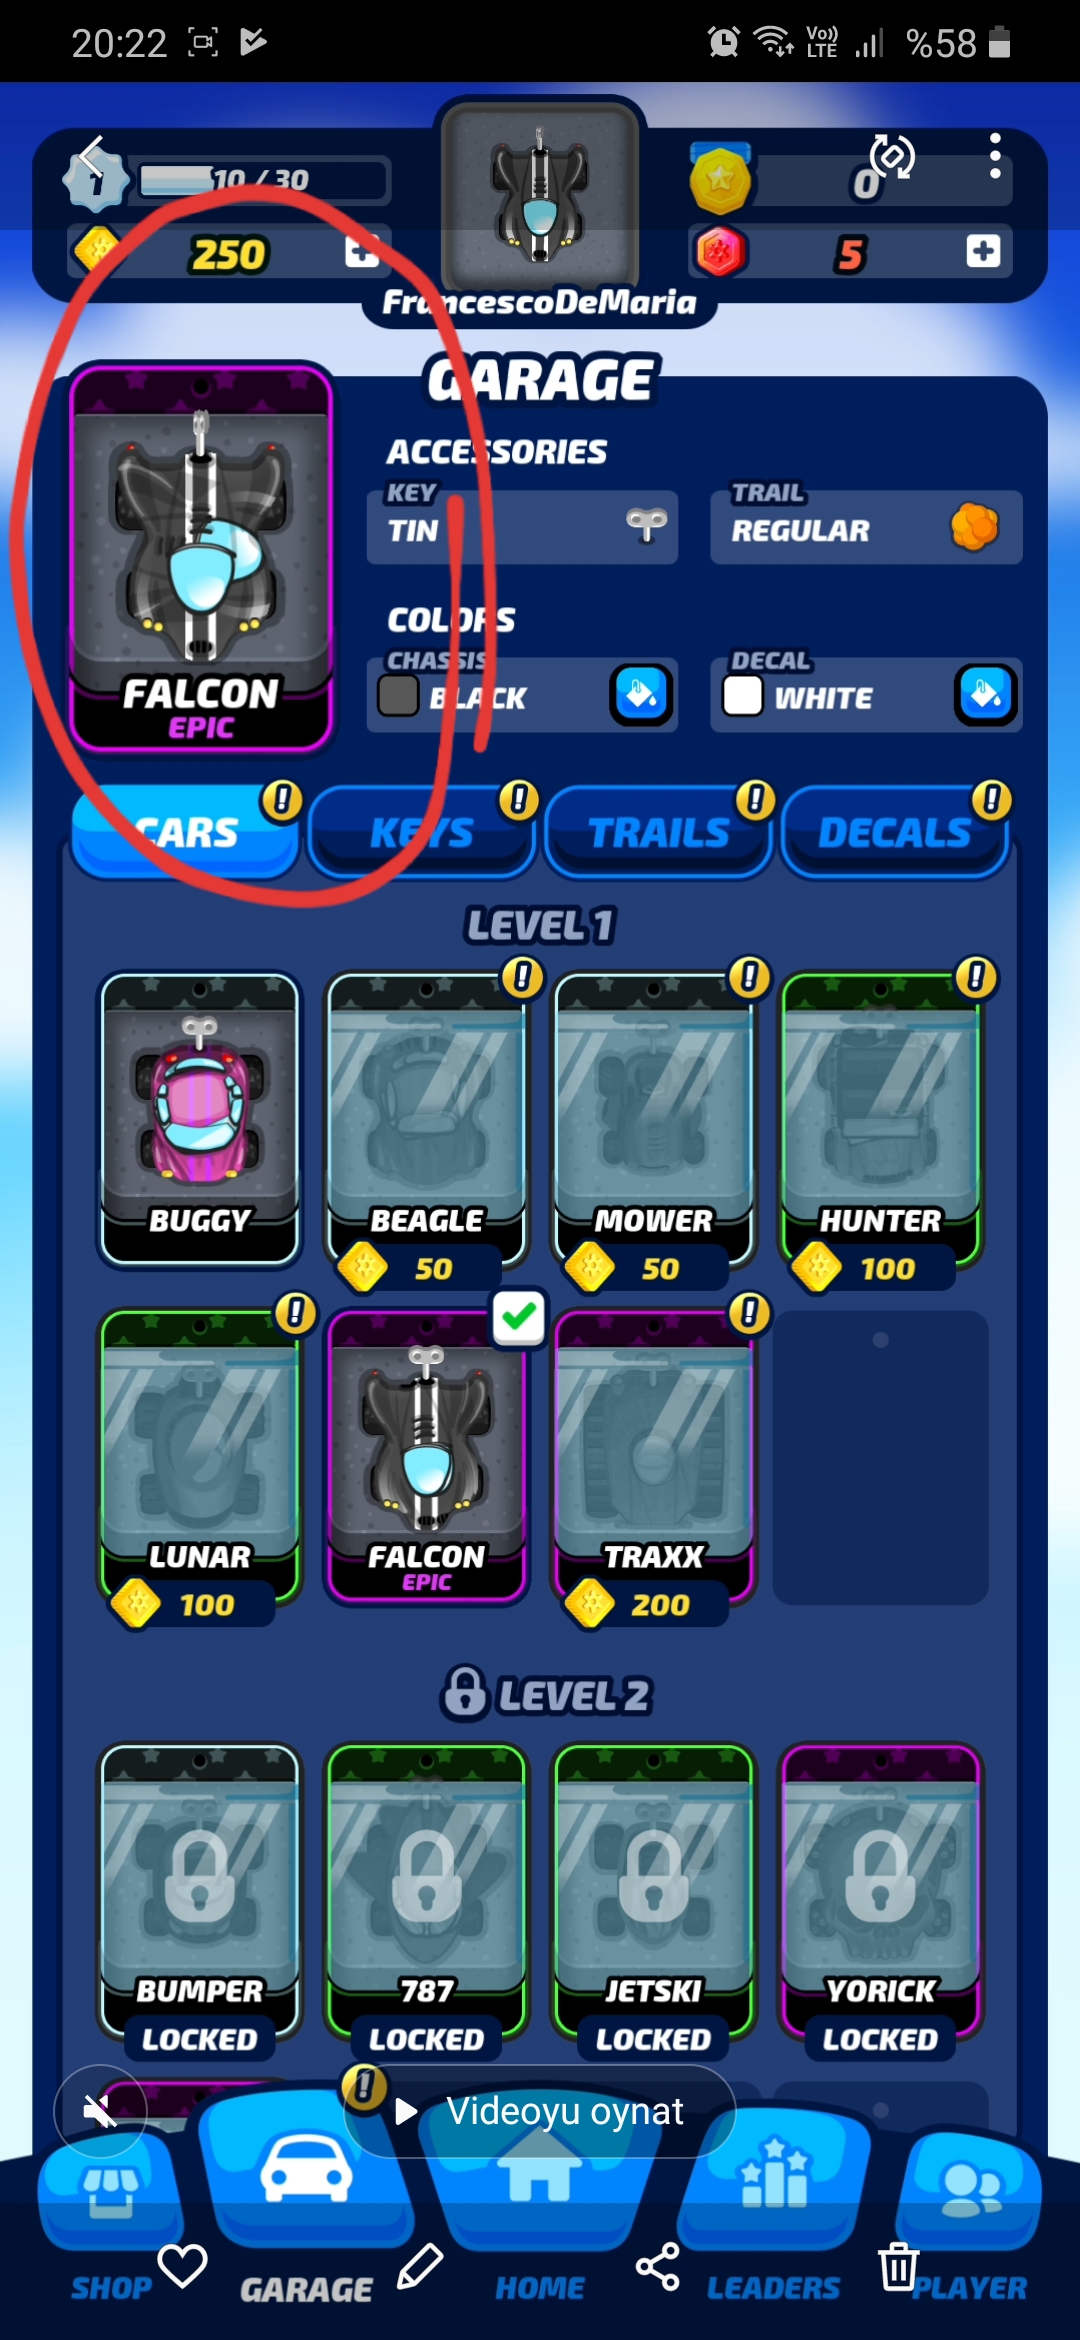 20:22 Vo)) LTE %58
1 10 / 30 0
250 5
FrancescoDeMaria
GARAGE
ACCESSORIES
KEY TRAIL
TIN REGULAR
COLORS
CHASSIS DECAL
BLACK WHITE
FALCON
EPIC
CARS KEYS TRAILS DECALS
LEVEL 1
BUGGY BEAGLE MOWER HUNTER
50 50 100
LUNAR FALCON TRAXX
EPIC
100 200
LEVEL 2
BUMPER 787 JETSKI YORICK
LOCKED LOCKED LOCKED LOCKED
Videoyu oynat
SHOP GARAGE HOME LEADERS PLAYER